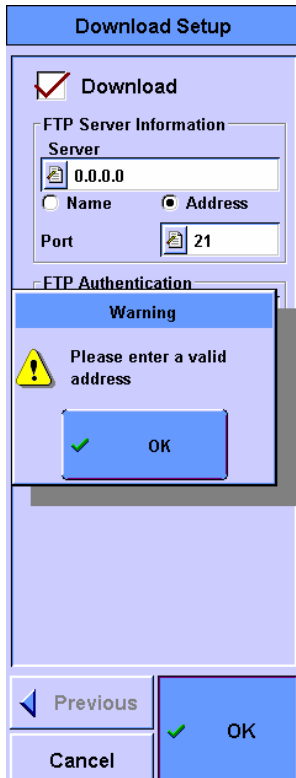 Download Setup
Download
FTP Server Information
Server
0.0.0.0
Name Address
Port 21
FTP Authentication
Warning
Please enter a valid
address
OK
Previous
OK
Cancel